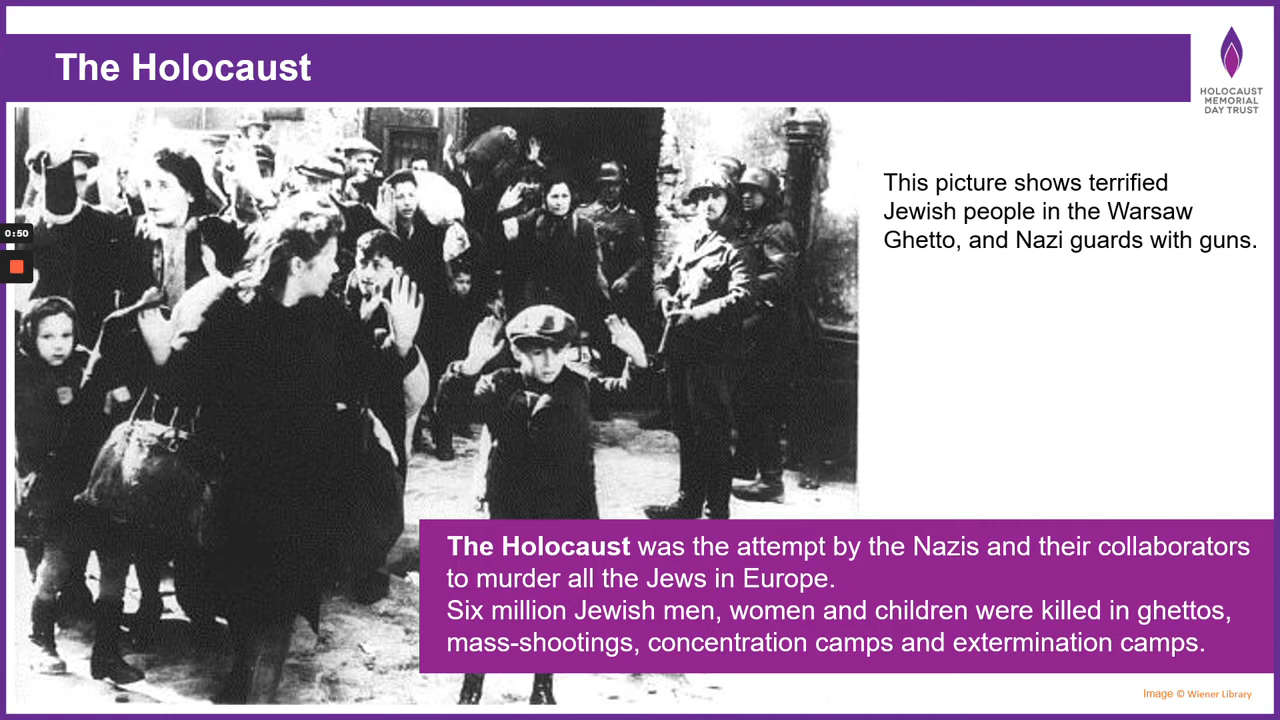 The Holocaust
HOLOCAUST
MEMORIAL
DAY TRUST
This picture shows terrified
Jewish people in the Warsaw
Ghetto, and Nazi guards with guns.
0:50
The Holocaust was the attempt by the Nazis and their collaborators
to murder all the Jews in Europe.
Six million Jewish men, women and children were killed in ghettos,
mass-shootings, concentration camps and extermination camps.
Image © Wiener Library